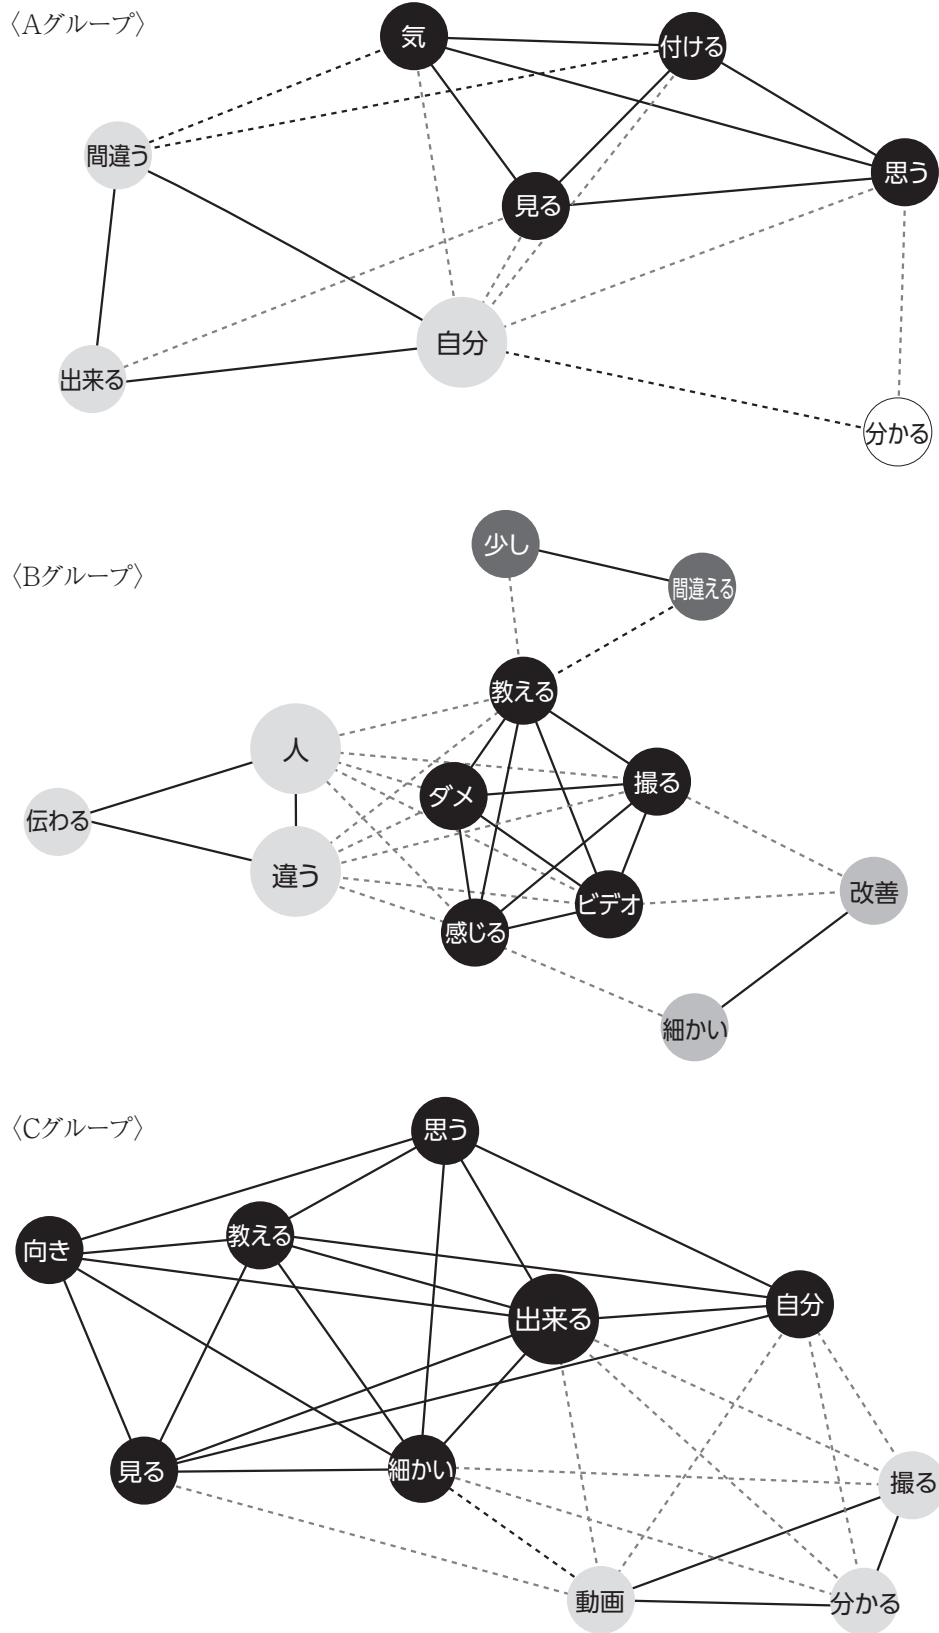 〈Aグループ〉
気
付ける
間違う
思う
見る
自分
出来る
分かる
〈Bグループ〉
少し
間違える
教える
人
ダメ
撮る
伝わる
違う
改善
ビデオ
感じる
細かい
〈Cグループ〉
思う
教える
向き
自分
出来る
見る
細かい
撮る
動画
分かる